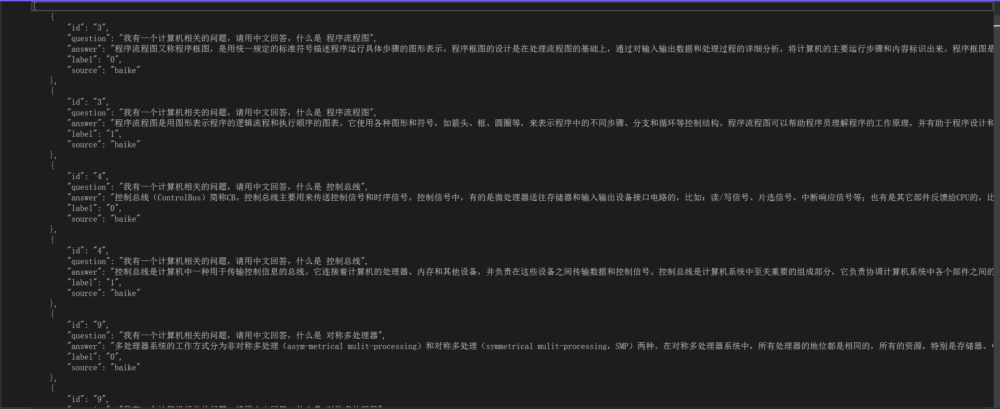 [
{
"id": "3",
"question": "我有一个计算机相关的问题，请用中文回答，什么是 程序流程图",
"answer": "程序流程图又称程序框图，是用统一规定的标准符号描述程序运行具体步骤的图形表示。程序框图的设计是在处理流程图的基础上，通过对输入输出数据和处理过程的详细分析，将计算机的主要运行步骤和内容标识出来。程序框图是
"label": "0",
"source": "baike"
},
{
"id": "3",
"question": "我有一个计算机相关的问题，请用中文回答，什么是 程序流程图",
"answer": "程序流程图是用图形表示程序的逻辑流程和执行顺序的图表。它使用各种图形和符号，如箭头、框、圆圈等，来表示程序中的不同步骤、分支和循环等控制结构。程序流程图可以帮助程序员理解程序的工作原理，并有助于程序设计和
"label": "1",
"source": "baike"
},
{
"id": "4",
"question": "我有一个计算机相关的问题，请用中文回答，什么是 控制总线",
"answer": "控制总线（ControlBus）简称CB。控制总线主要用来传送控制信号和时序信号。控制信号中，有的是微处理器送往存储器和输入输出设备接口电路的，比如：读/写信号、片选信号、中断响应信号等；也有是其它部件反馈给CPU的，比
"label": "0",
"source": "baike"
},
{
"id": "4",
"question": "我有一个计算机相关的问题，请用中文回答，什么是 控制总线",
"answer": "控制总线是计算机中一种用于传输控制信息的总线。它连接着计算机的处理器、内存和其他设备，并负责在这些设备之间传输数据和控制信号。控制总线是计算机系统中至关重要的组成部分，它负责协调计算机系统中各个部件之间的
"label": "1",
"source": "baike"
},
{
"id": "9",
"question": "我有一个计算机相关的问题，请用中文回答，什么是 对称多处理器",
"answer": "多处理器系统的工作方式分为非对称多处理（asym-metrical mulit-processing）和对称多处理（symmetrical mulit-processing，SMP）两种。在对称多处理器系统中，所有处理器的地位都是相同的，所有的资源，特别是存储器、
"label": "0",
"source": "baike"
},
{
"id": "9",